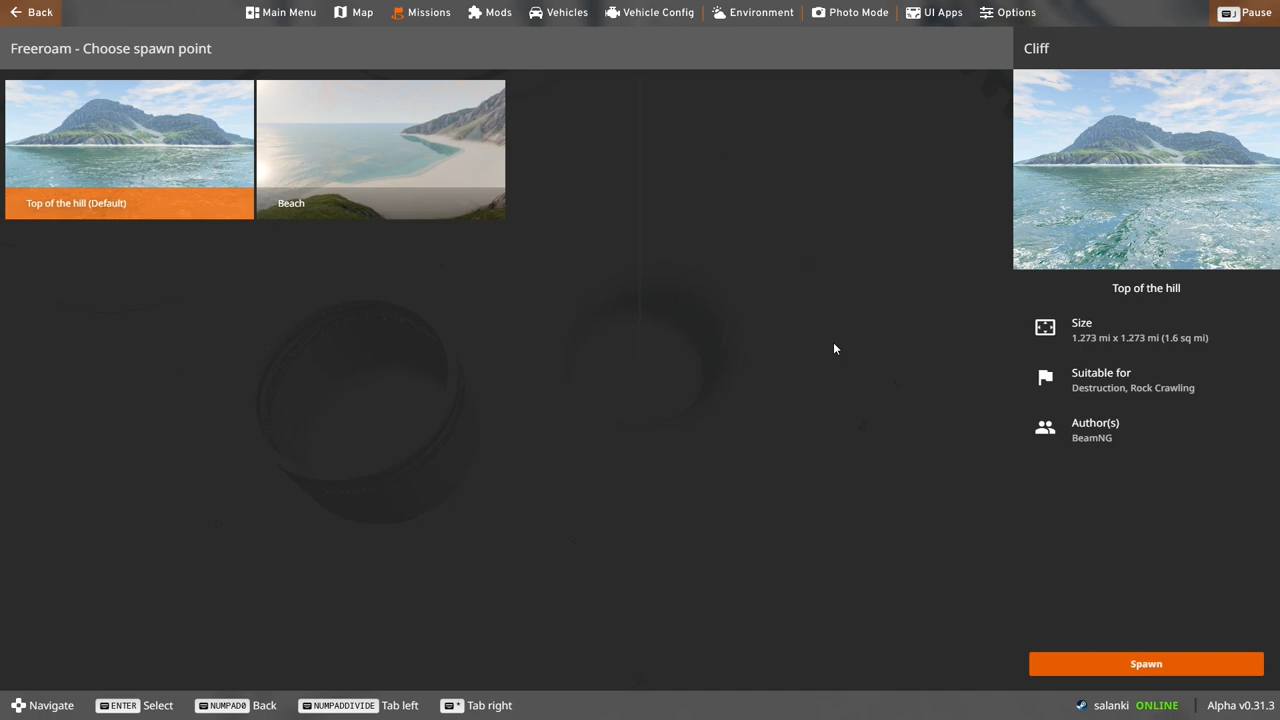 Back
Main Menu
Map
Missions
Mods
Vehicles
Vehicle Config
Environment
Photo Mode
UI Apps
Options
J Pause
Freeroam - Choose spawn point
Cliff
Top of the hill (Default)
Beach
Top of the hill
Size
1.273 mi x 1.273 mi (1.6 sq mi)
Suitable for
Destruction, Rock Crawling
Author(s)
BeamNG
Spawn
Navigate
ENTER Select
NUMPAD0 Back
NUMPADDIVIDE Tab left
* Tab right
salanki ONLINE
Alpha v0.31.3